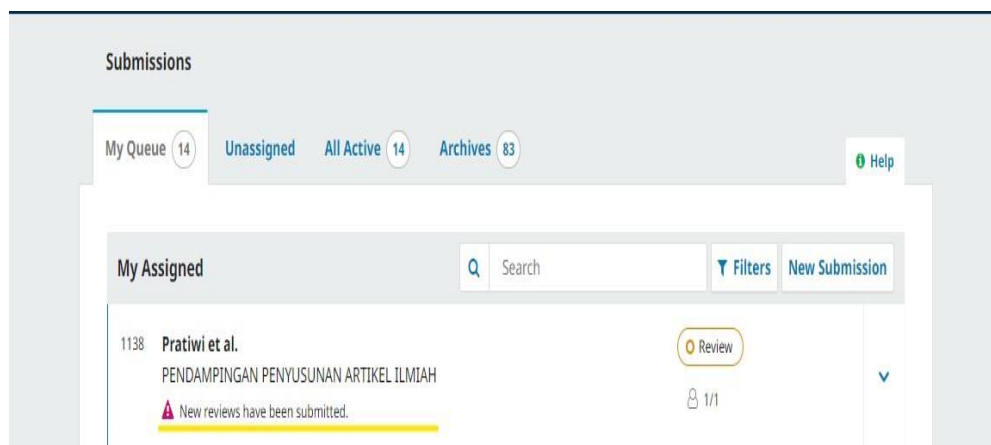 Submissions
My Queue 14 Unassigned All Active 14 Archives 83
Help
My Assigned Search Filters New Submission
1138 Pratiwi et al. Review
PENDAMPINGAN PENYUSUNAN ARTIKEL ILMIAH
1/1
New reviews have been submitted.